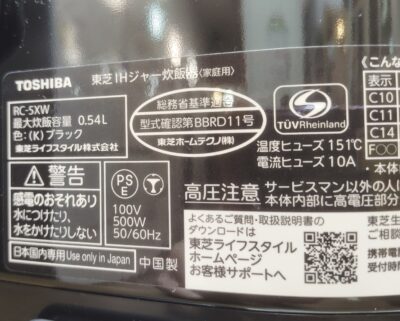 TOSHIBA 東芝IHジャー炊飯器〈家庭用〉
RC-5XW
最大炊飯容量 0.54L
色：(K) ブラック
東芝ライフスタイル株式会社
総務省基準適合
型式確認第BBRD11号
東芝ホームテクノ(株)
TÜVRheinland
温度ヒューズ 151℃
電流ヒューズ 10A
警告
感電のおそれあり
水につけたり、
水をかけたりしない
日本国内専用 Use only in Japan
PS
E
100V
500W
50/60Hz
中国製
高圧注意 サービスマン以外の人に
本体内部に高電圧部分
よくあるご質問・取扱説明書の
ダウンロードは
東芝ライフスタイル
ホームページ
お客様サポートへ
《こんな
表示
C10
C11
C14
F〇〇
東芝生
ご相談
携帯電
受付時